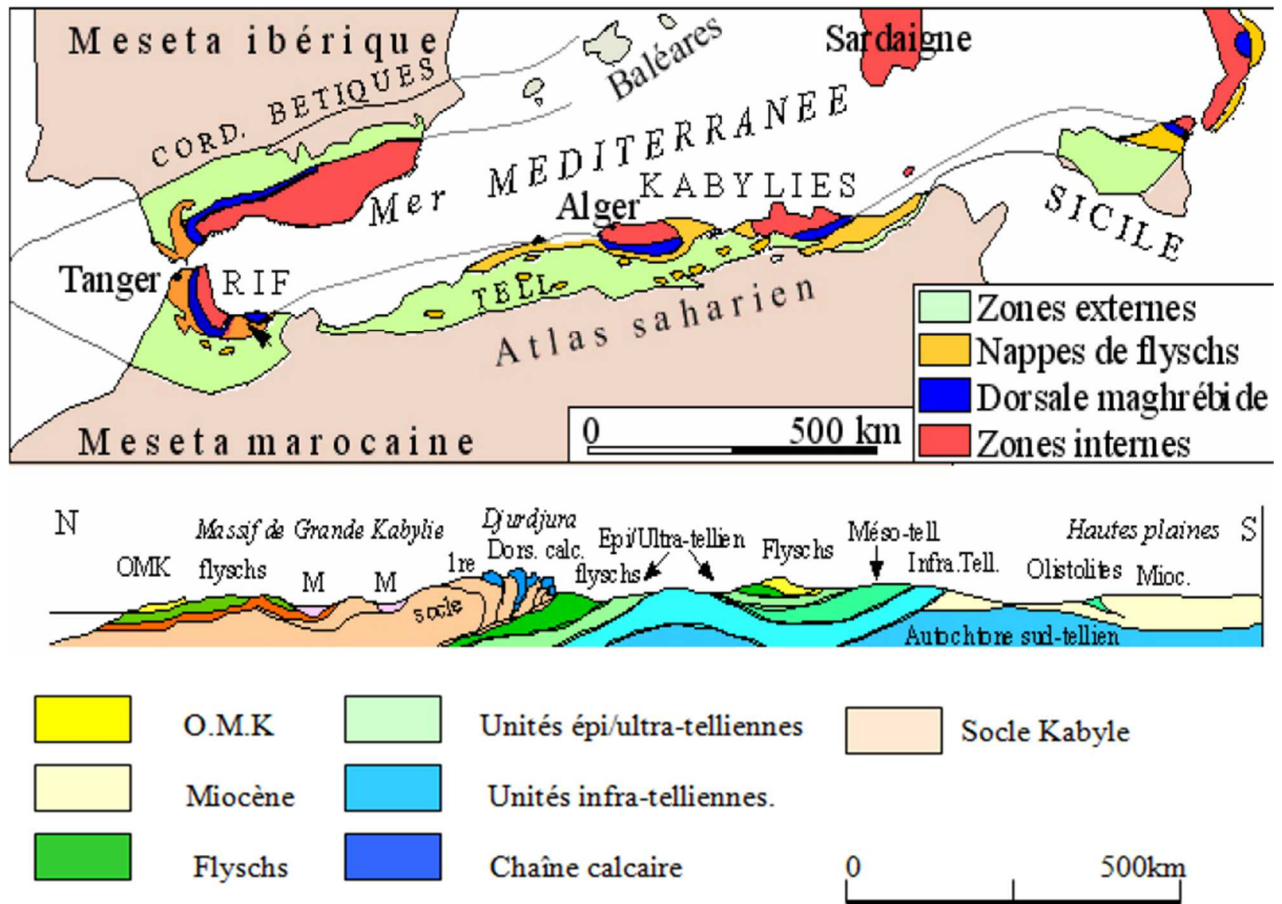 Meseta ibérique
CORD. BETIQUES
Baléares
Sardaigne
Mer MEDITERRANEE
KABYLIES
Alger
SICILE
Tanger
RIF
TELL
Atlas saharien
Meseta marocaine
0 500 km
Zones externes
Nappes de flyschs
Dorsale maghrébide
Zones internes
N
Massif de Grande Kabylie
Djurdjura
Hautes plaines
S
OMK
flyschs
M
M
1re
Dors. calc.
flyschs
Epi/Ultra-tellien
Flyschs
Méso-tell
Infra.Tell.
Olistolites
Mioc.
socle
Autochtone sud-tellien
O.M.K
Unités épi/ultra-telliennes
Socle Kabyle
Miocène
Unités infra-telliennes.
Flyschs
Chaîne calcaire
0 500km